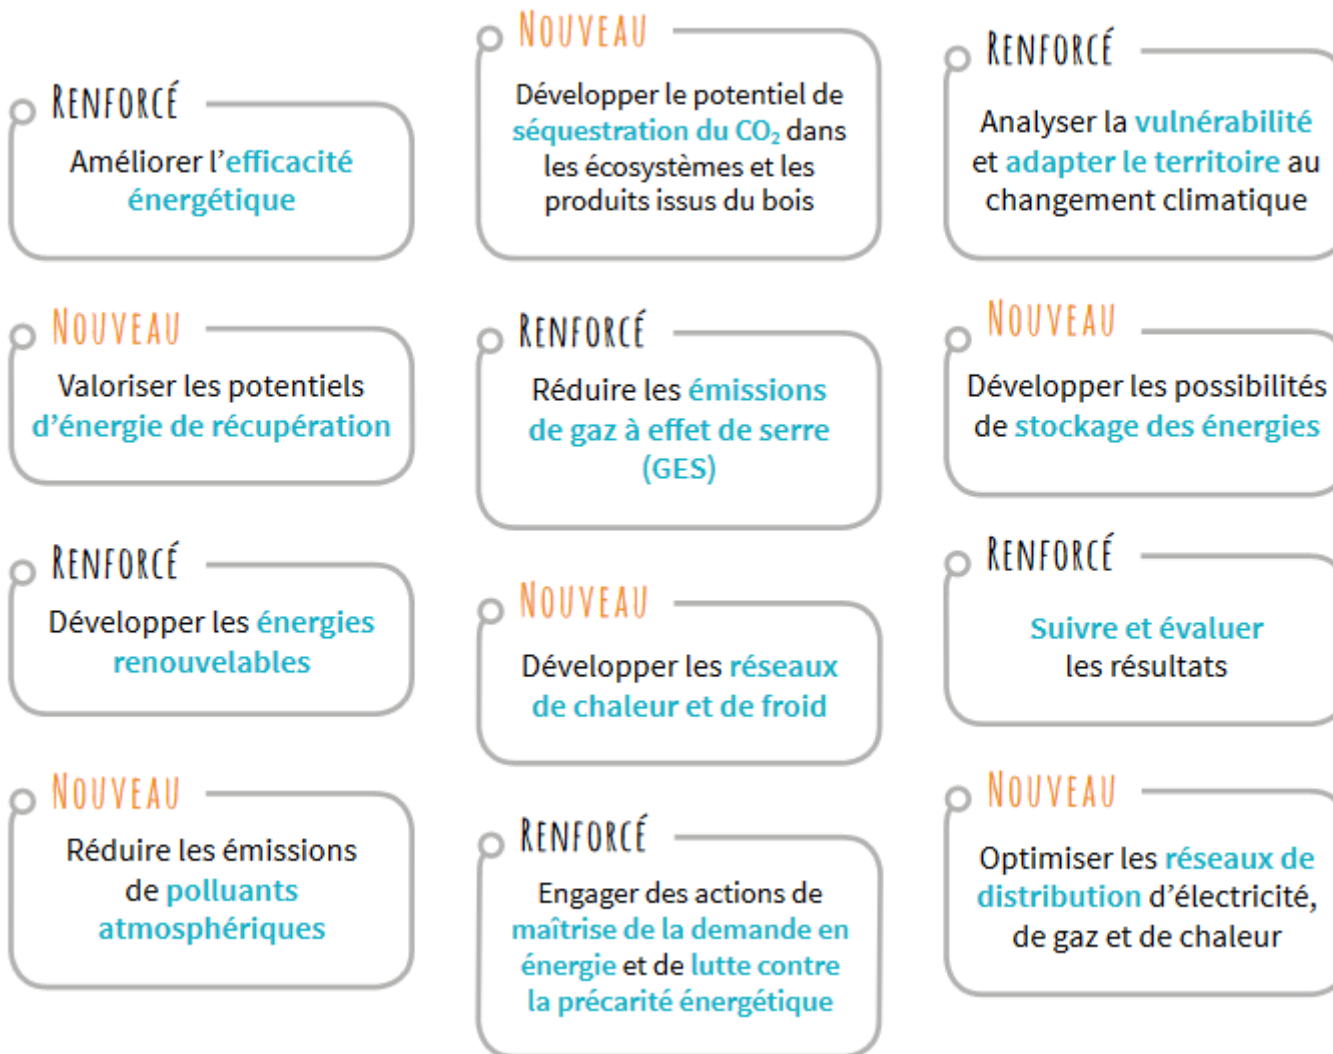 RENFORCÉ
Améliorer l’efficacité
énergétique
NOUVEAU
Valoriser les potentiels
d’énergie de récupération
RENFORCÉ
Développer les énergies
renouvelables
NOUVEAU
Réduire les émissions
de polluants
atmosphériques
NOUVEAU
Développer le potentiel de
séquestration du CO₂ dans
les écosystèmes et les
produits issus du bois
RENFORCÉ
Réduire les émissions
de gaz à effet de serre
(GES)
NOUVEAU
Développer les réseaux
de chaleur et de froid
RENFORCÉ
Engager des actions de
maîtrise de la demande en
énergie et de lutte contre
la précarité énergétique
RENFORCÉ
Analyser la vulnérabilité
et adapter le territoire au
changement climatique
NOUVEAU
Développer les possibilités
de stockage des énergies
RENFORCÉ
Suivre et évaluer
les résultats
NOUVEAU
Optimiser les réseaux de
distribution d’électricité,
de gaz et de chaleur